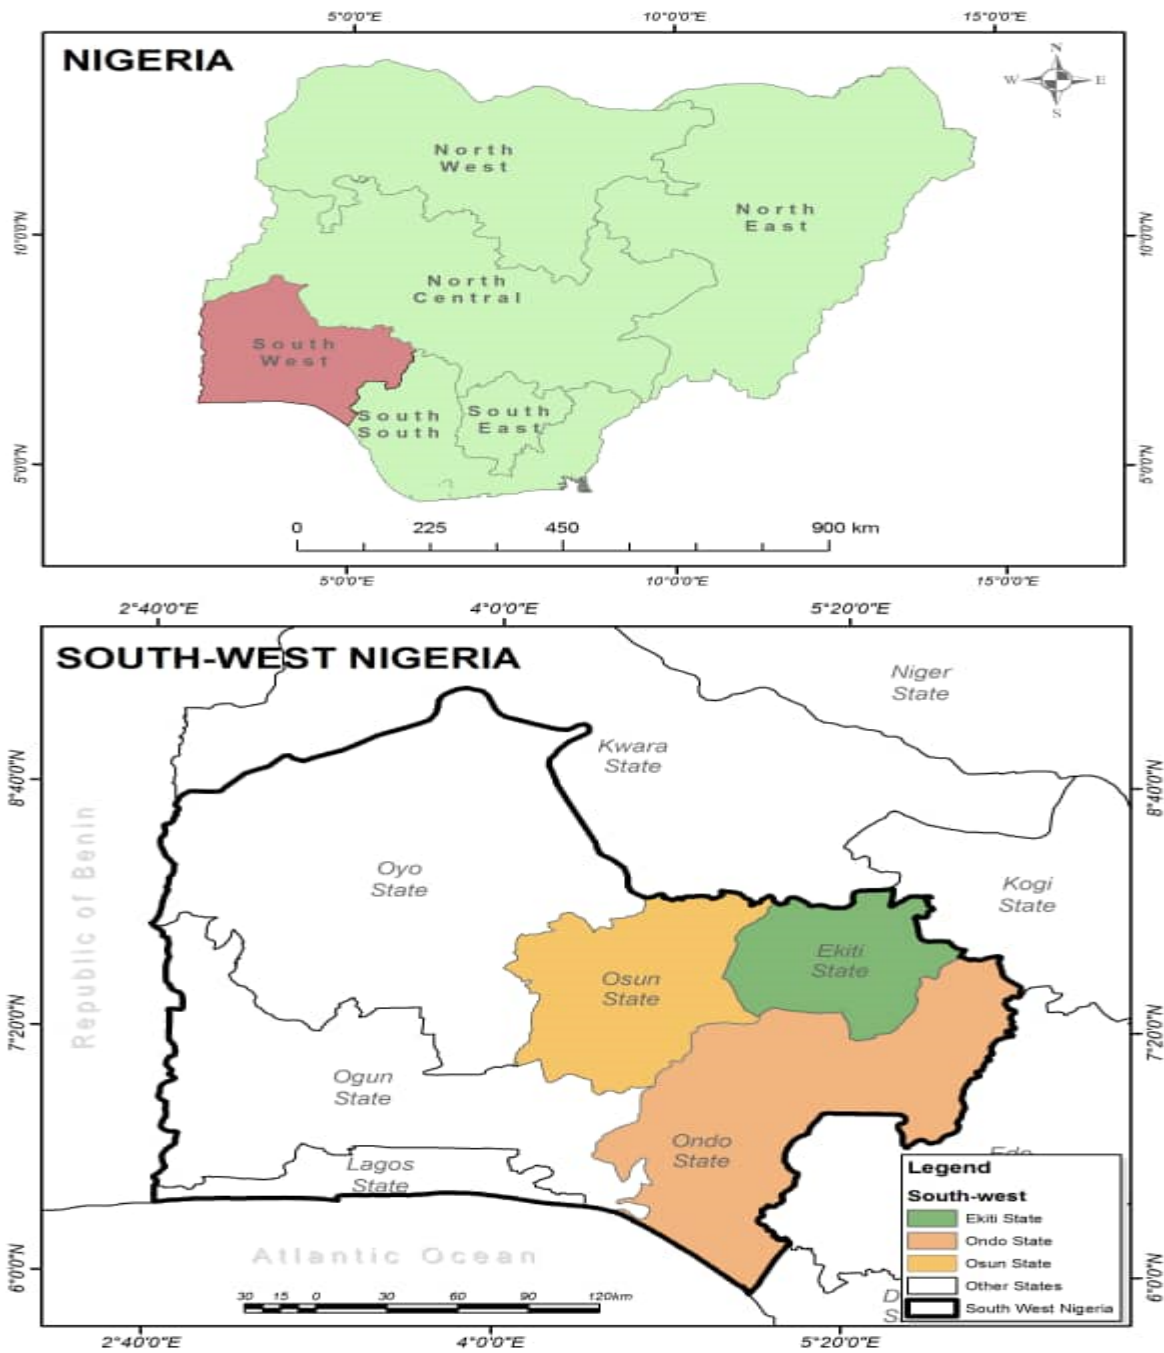 5°0'0"E 10°0'0"E 15°0'0"E
NIGERIA
N
W E
S
North
West
North
East
10°0'0"N
10°0'0"N
North
Central
South
West
South
South
South
East
5°0'0"N
5°0'0"N
0 225 450 900 km
5°0'0"E 10°0'0"E 15°0'0"E
2°40'0"E 4°0'0"E 5°20'0"E
SOUTH-WEST NIGERIA
Niger
State
Kwara
State
8°40'0"N
8°40'0"N
Republic of Benin
Oyo
State
Kogi
State
Ekiti
State
Osun
State
7°20'0"N
7°20'0"N
Ogun
State
Ondo
State
Lagos
State
Legend
South-west
Ekiti State
Ondo State
Osun State
Other States
South West Nigeria
Atlantic Ocean
6°0'0"N
6°0'0"N
30 15 0 30 60 90 120km
2°40'0"E 4°0'0"E 5°20'0"E